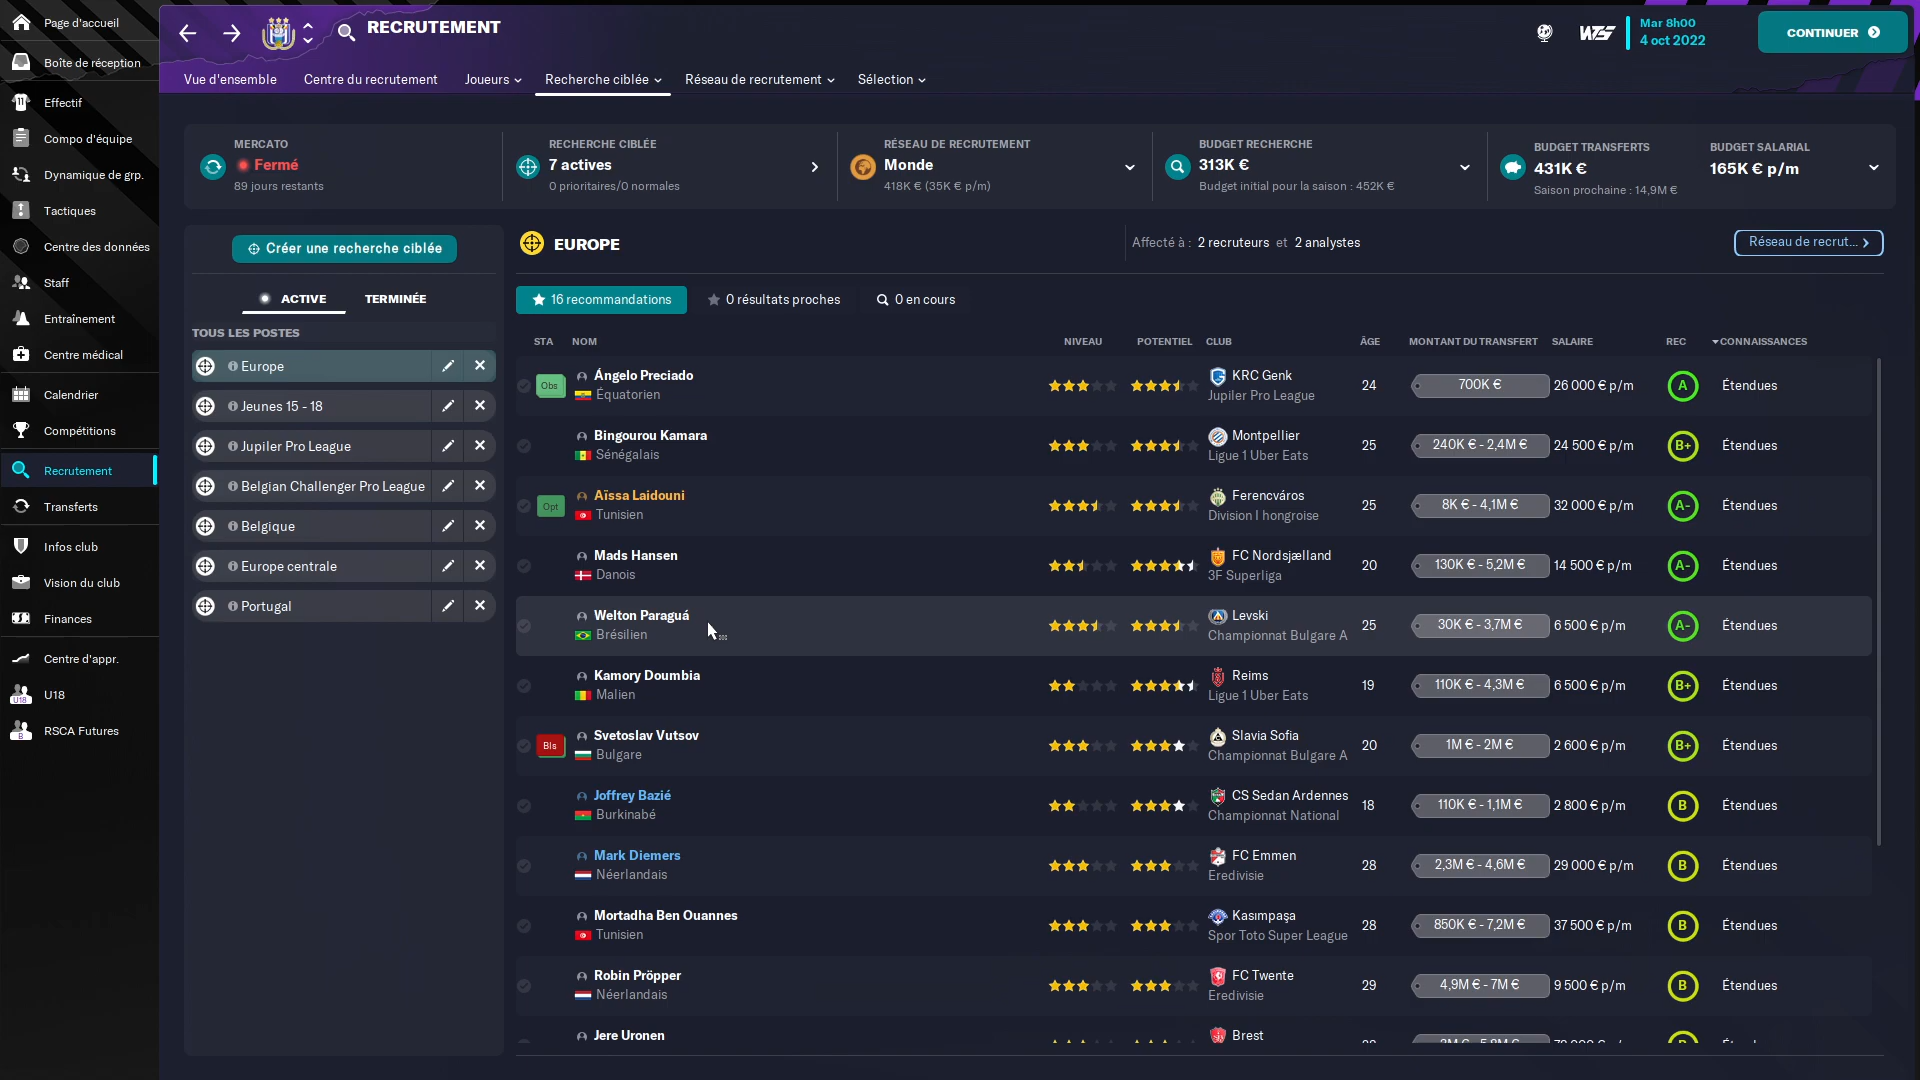 Page d'accueil
Boîte de réception
Effectif
Compo d'équipe
Dynamique de grp.
Tactiques
Centre des données
Staff
Entraînement
Centre médical
Calendrier
Compétitions
Recrutement
Transferts
Infos club
Vision du club
Finances
Centre d'appr.
U18
RSCA Futures
RECRUTEMENT
Mar 8h00
4 oct 2022
CONTINUER
Vue d'ensemble Centre du recrutement Joueurs Recherche ciblée Réseau de recrutement Sélection
MERCATO
Fermé
89 jours restants
RECHERCHE CIBLÉE
7 actives
0 prioritaires/0 normales
RÉSEAU DE RECRUTEMENT
Monde
418K € (35K € p/m)
BUDGET RECHERCHE
313K €
Budget initial pour la saison : 452K €
BUDGET TRANSFERTS
431K €
Saison prochaine : 14,9M €
BUDGET SALARIAL
165K € p/m
Créer une recherche ciblée
ACTIVE TERMINÉE
TOUS LES POSTES
Europe
Jeunes 15 - 18
Jupiler Pro League
Belgian Challenger Pro League
Belgique
Europe centrale
Portugal
EUROPE
Affecté à : 2 recruteurs et 2 analystes
Réseau de recrut...
16 recommandations 0 résultats proches 0 en cours
STA NOM NIVEAU POTENTIEL CLUB ÂGE MONTANT DU TRANSFERT SALAIRE REC CONNAISSANCES
Obs Ángelo Preciado KRC Genk 24 700K € 26 000 € p/m A Étendues
Équatorien Jupiler Pro League
Bingourou Kamara Montpellier 25 240K € - 2,4M € 24 500 € p/m B+ Étendues
Sénégalais Ligue 1 Uber Eats
Opt Aïssa Laidouni Ferencváros 25 8K € - 4,1M € 32 000 € p/m A- Étendues
Tunisien Division I hongroise
Mads Hansen FC Nordsjælland 20 130K € - 5,2M € 14 500 € p/m A- Étendues
Danois 3F Superliga
Welton Paraguá Levski 25 30K € - 3,7M € 6 500 € p/m A- Étendues
Brésilien Championnat Bulgare A
Kamory Doumbia Reims 19 110K € - 4,3M € 6 500 € p/m B+ Étendues
Malien Ligue 1 Uber Eats
Bls Svetoslav Vutsov Slavia Sofia 20 1M € - 2M € 2 600 € p/m B+ Étendues
Bulgare Championnat Bulgare A
Joffrey Bazié CS Sedan Ardennes 18 110K € - 1,1M € 2 800 € p/m B Étendues
Burkinabé Championnat National
Mark Diemers FC Emmen 28 2,3M € - 4,6M € 29 000 € p/m B Étendues
Néerlandais Eredivisie
Mortadha Ben Ouannes Kasımpaşa 28 850K € - 7,2M € 37 500 € p/m B Étendues
Tunisien Spor Toto Super League
Robin Pröpper FC Twente 29 4,9M € - 7M € 9 500 € p/m B Étendues
Néerlandais Eredivisie
Jere Uronen Brest